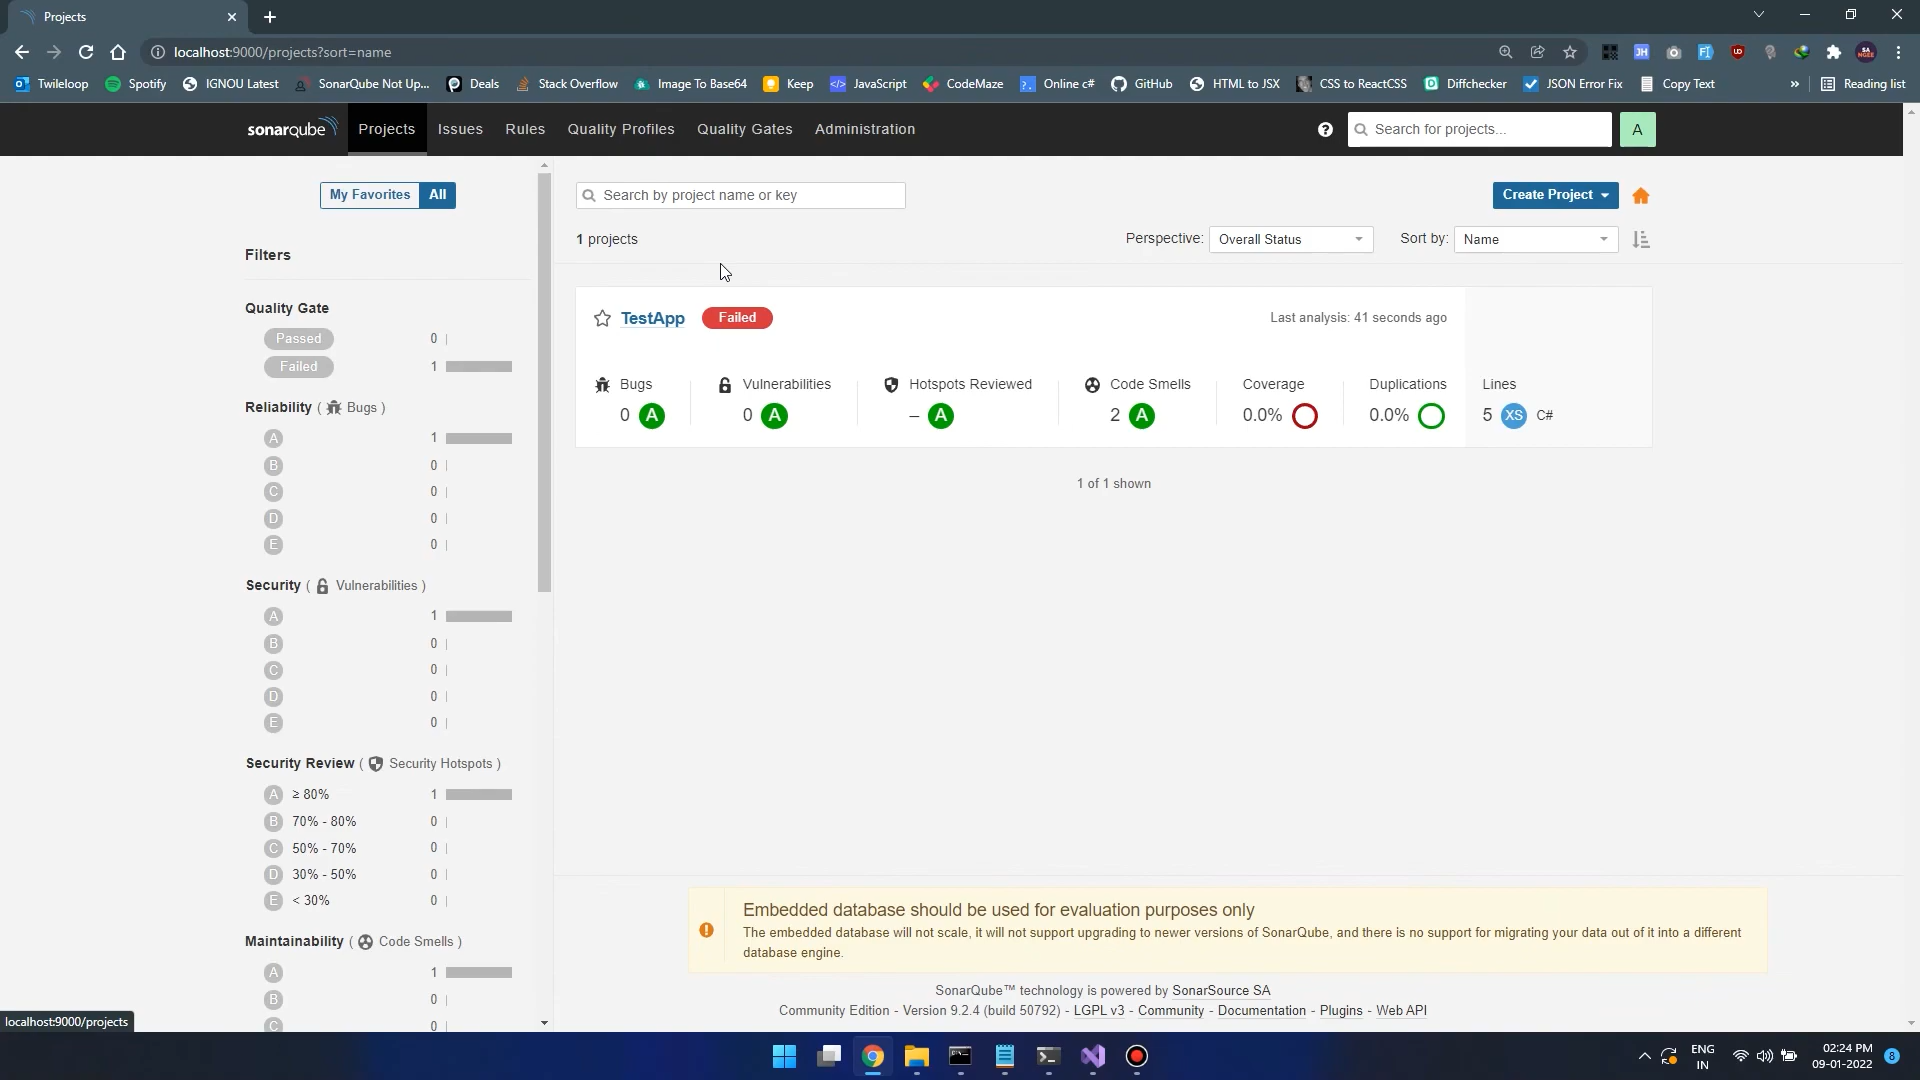 Projects
localhost:9000/projects?sort=name
Twileloop
Spotify
IGNOU Latest
SonarQube Not Up...
Deals
Stack Overflow
Image To Base64
Keep
JavaScript
CodeMaze
Online c#
GitHub
HTML to JSX
CSS to ReactCSS
Diffchecker
JSON Error Fix
Copy Text
»
Reading list
sonarqube
Projects
Issues
Rules
Quality Profiles
Quality Gates
Administration
Search for projects...
A
My Favorites
All
Search by project name or key
Create Project
1 projects
Perspective: Overall Status
Sort by: Name
Filters
Quality Gate
Passed 0
Failed 1
Reliability ( Bugs )
A 1
B 0
C 0
D 0
E 0
Security ( Vulnerabilities )
A 1
B 0
C 0
D 0
E 0
Security Review ( Security Hotspots )
A ≥ 80% 1
B 70% - 80% 0
C 50% - 70% 0
D 30% - 50% 0
E < 30% 0
Maintainability ( Code Smells )
A 1
B 0
C 0
TestApp Failed
Last analysis: 41 seconds ago
Bugs Vulnerabilities Hotspots Reviewed Code Smells Coverage Duplications Lines
0 A 0 A – A 2 A 0.0% 0.0% 5 XS C#
1 of 1 shown
Embedded database should be used for evaluation purposes only
The embedded database will not scale, it will not support upgrading to newer versions of SonarQube, and there is no support for migrating your data out of it into a different
database engine.
SonarQube™ technology is powered by SonarSource SA
Community Edition - Version 9.2.4 (build 50792) - LGPL v3 - Community - Documentation - Plugins - Web API
localhost:9000/projects
ENG
IN
02:24 PM
09-01-2022
8